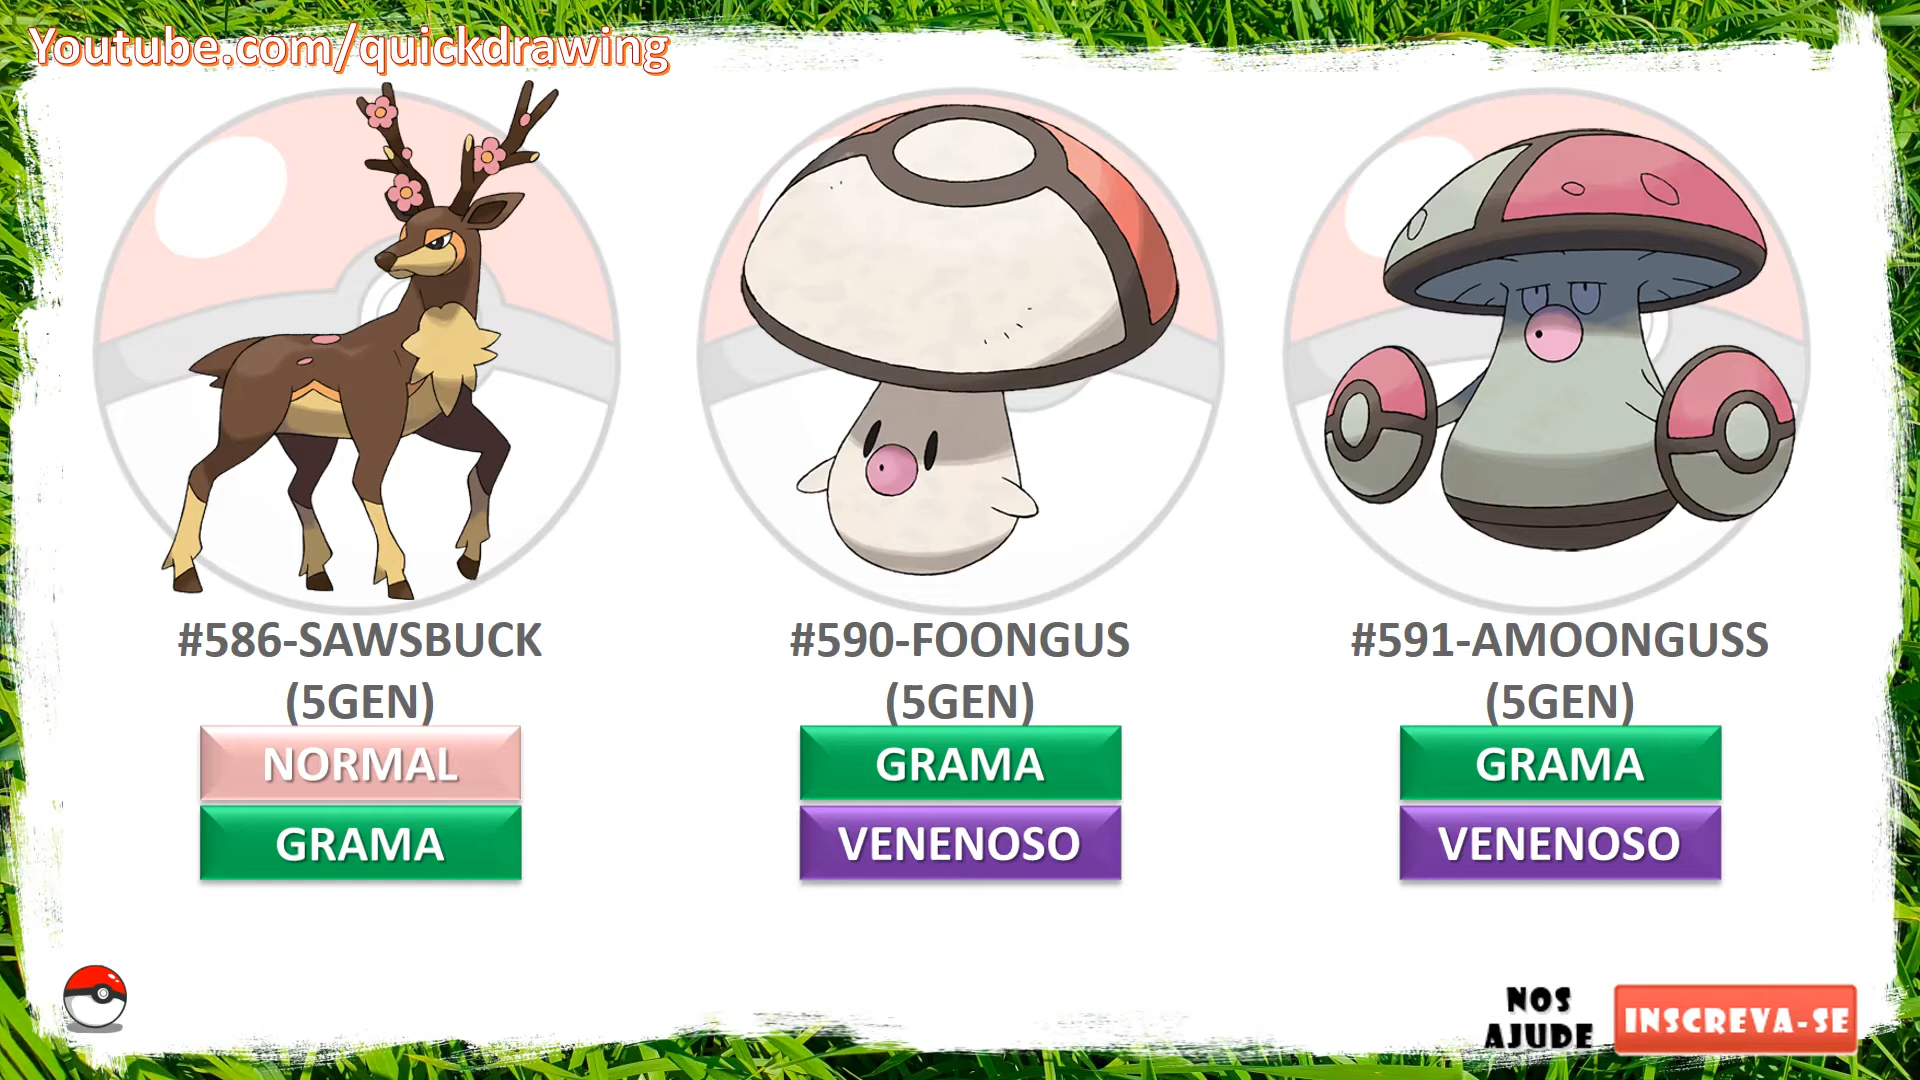 Youtube.com/quickdrawing
#586-SAWSBUCK
(5GEN)
NORMAL
GRAMA
#590-FOONGUS
(5GEN)
GRAMA
VENENOSO
#591-AMOONGUSS
(5GEN)
GRAMA
VENENOSO
NOS
AJUDE
INSCREVA-SE